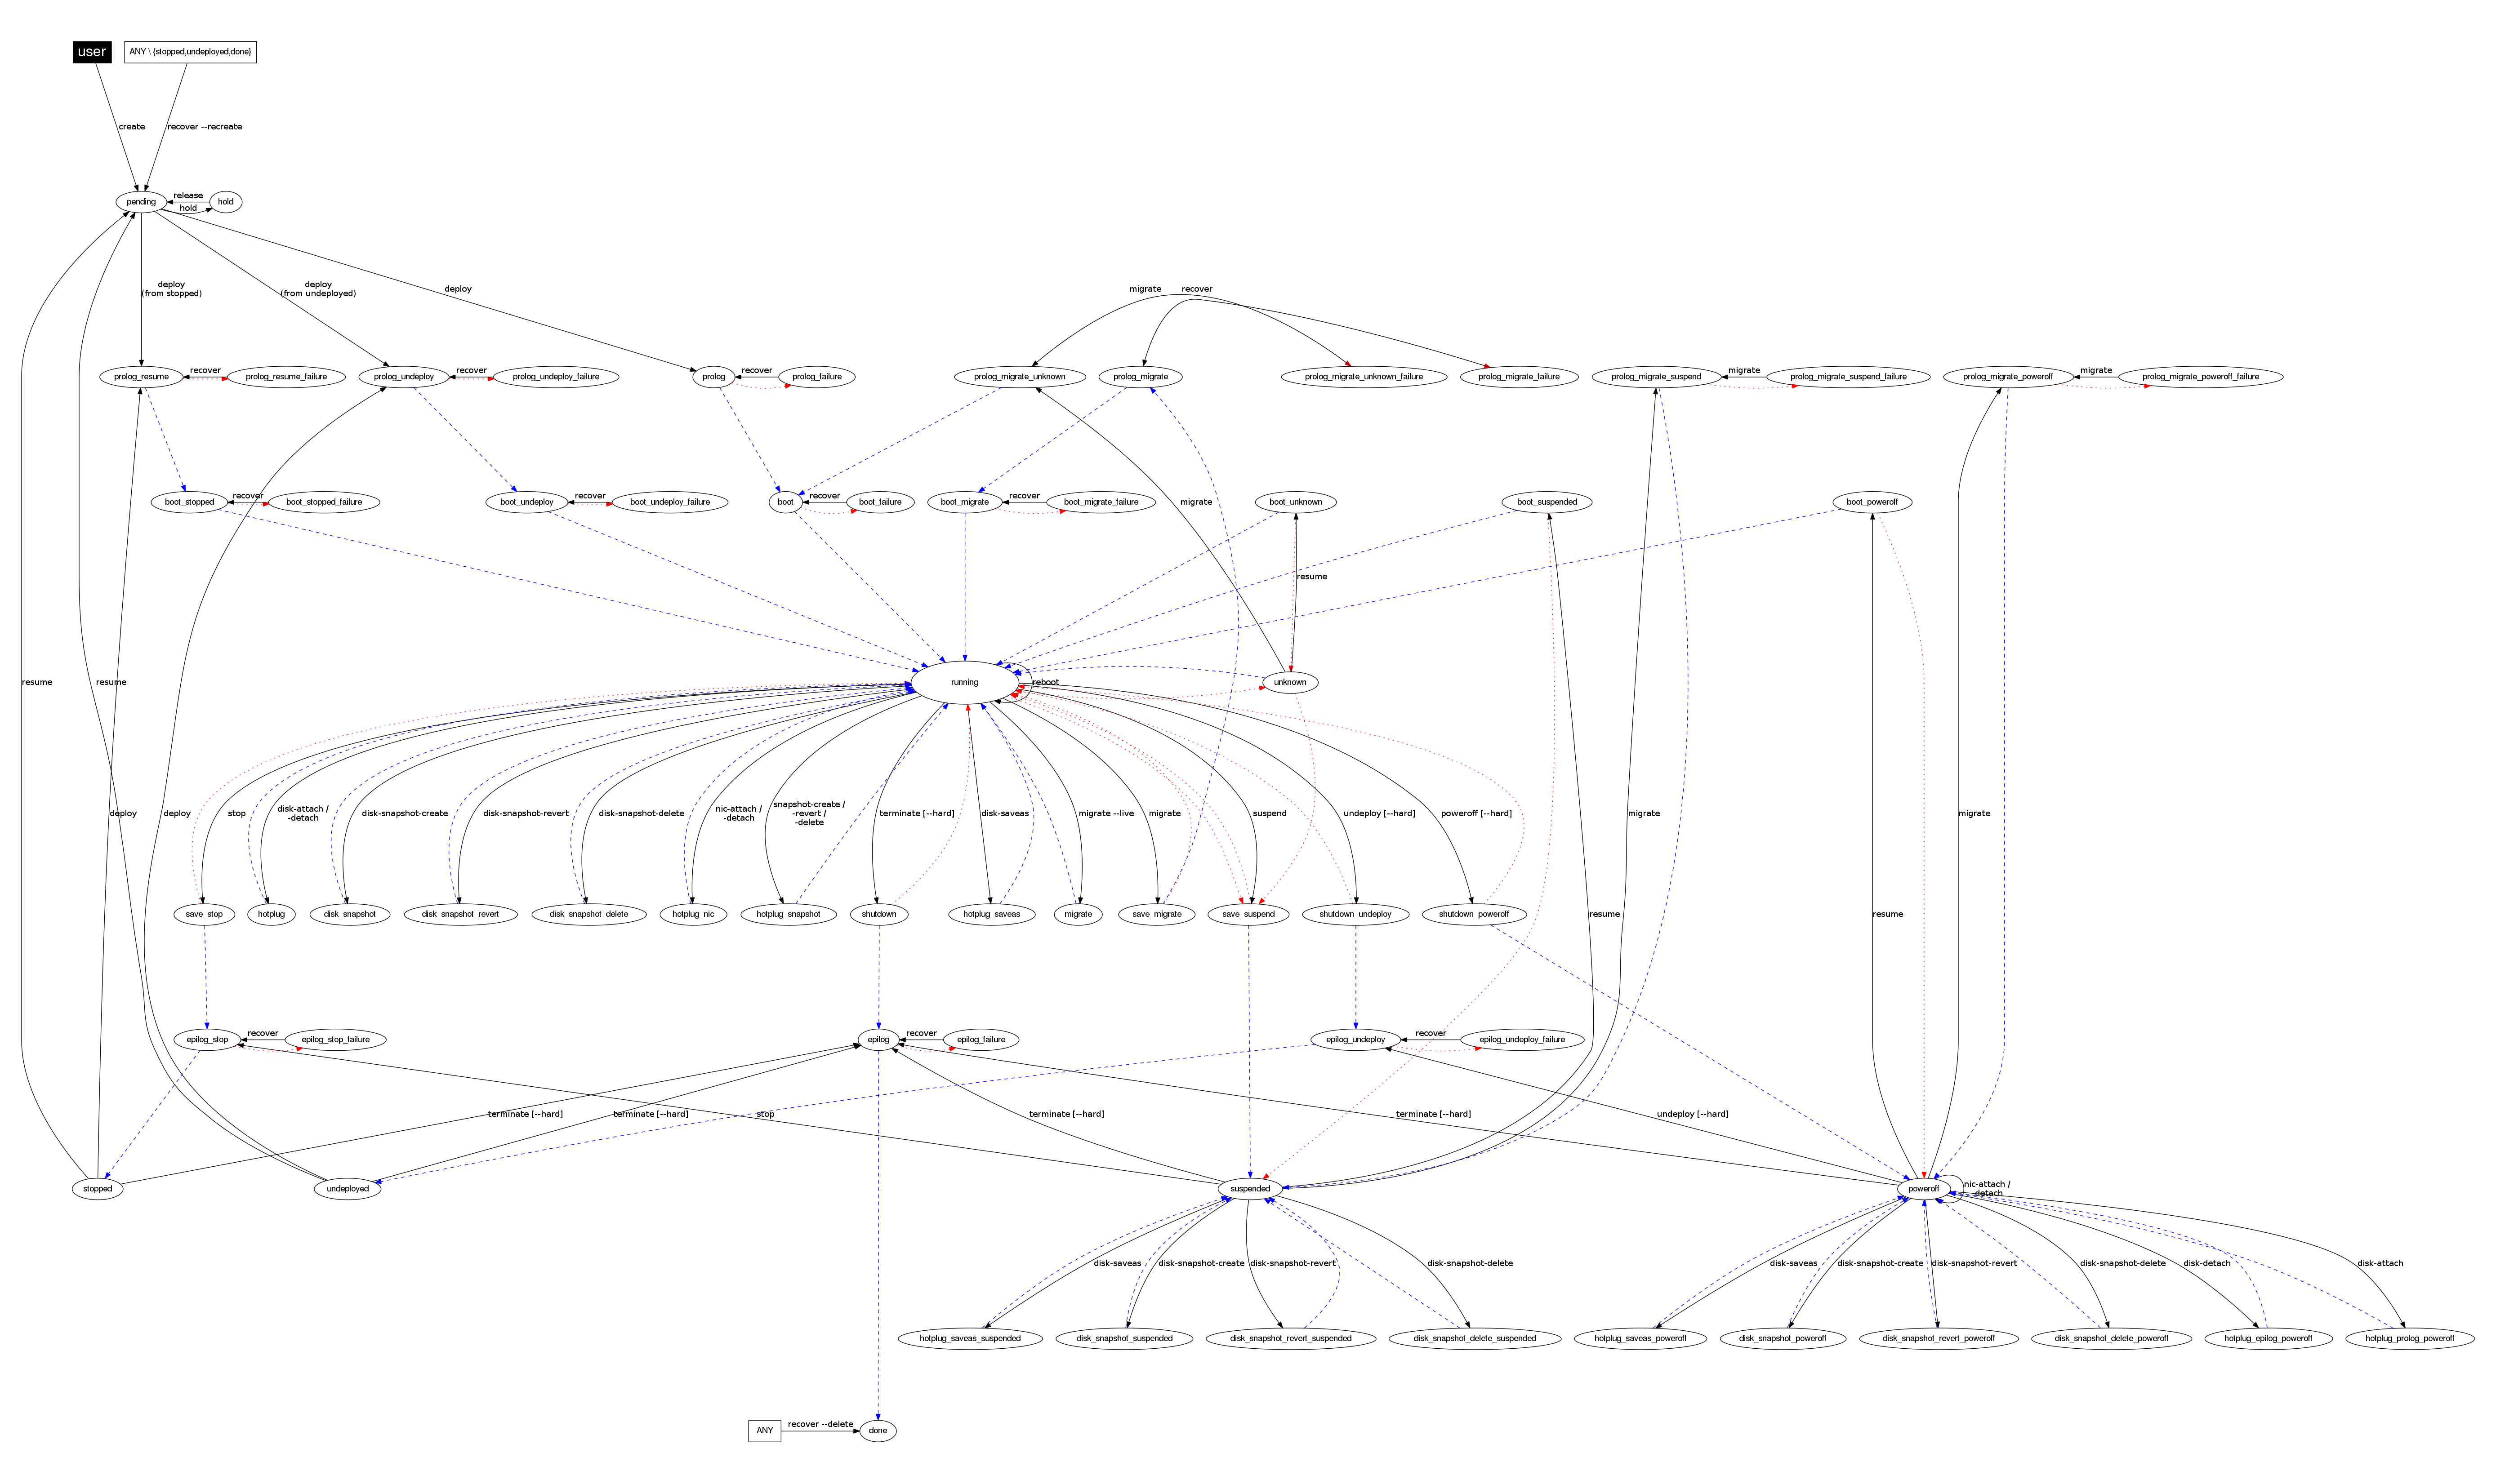 user
ANY \ {stopped,undeployed,done}
create
recover --recreate
pending
release
hold
hold
deploy
(from stopped)
deploy
(from undeployed)
deploy
migrate
recover
prolog_resume
recover
prolog_resume_failure
prolog_undeploy
recover
prolog_undeploy_failure
prolog
recover
prolog_failure
prolog_migrate_unknown
prolog_migrate
prolog_migrate_unknown_failure
prolog_migrate_failure
prolog_migrate_suspend
migrate
prolog_migrate_suspend_failure
prolog_migrate_poweroff
migrate
prolog_migrate_poweroff_failure
boot_stopped
recover
boot_stopped_failure
boot_undeploy
recover
boot_undeploy_failure
boot
recover
boot_failure
boot_migrate
recover
boot_migrate_failure
migrate
boot_unknown
boot_suspended
boot_poweroff
resume
resume
resume
running
reboot
unknown
deploy
deploy
stop
disk-attach /
-detach
disk-snapshot-create
disk-snapshot-revert
disk-snapshot-delete
nic-attach /
-detach
snapshot-create /
-revert /
-delete
terminate [--hard]
disk-saveas
migrate --live
migrate
suspend
undeploy [--hard]
poweroff [--hard]
migrate
migrate
save_stop
hotplug
disk_snapshot
disk_snapshot_revert
disk_snapshot_delete
hotplug_nic
hotplug_snapshot
shutdown
hotplug_saveas
migrate
save_migrate
save_suspend
shutdown_undeploy
shutdown_poweroff
resume
resume
epilog_stop
recover
epilog_stop_failure
epilog
recover
epilog_failure
epilog_undeploy
recover
epilog_undeploy_failure
terminate [--hard]
terminate [--hard]
stop
terminate [--hard]
terminate [--hard]
undeploy [--hard]
stopped
undeployed
suspended
poweroff
nic-attach /
-detach
disk-saveas
disk-snapshot-create
disk-snapshot-revert
disk-snapshot-delete
disk-saveas
disk-snapshot-create
disk-snapshot-revert
disk-snapshot-delete
disk-detach
disk-attach
hotplug_saveas_suspended
disk_snapshot_suspended
disk_snapshot_revert_suspended
disk_snapshot_delete_suspended
hotplug_saveas_poweroff
disk_snapshot_poweroff
disk_snapshot_revert_poweroff
disk_snapshot_delete_poweroff
hotplug_epilog_poweroff
hotplug_prolog_poweroff
ANY
recover --delete
done